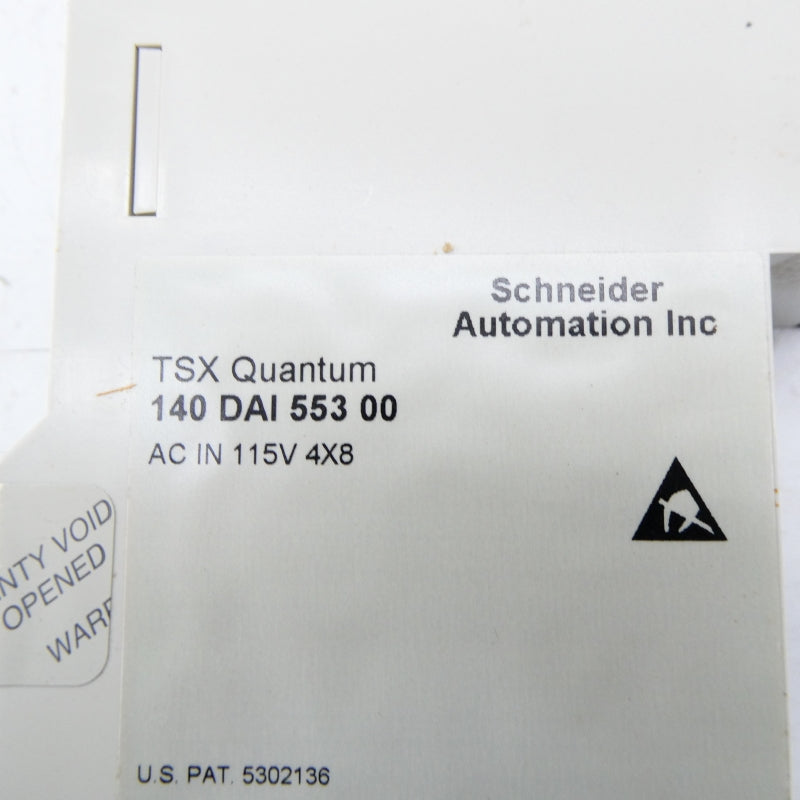 Schneider
Automation Inc
TSX Quantum
140 DAI 553 00
AC IN 115V 4X8
NTY VOID
OPENED
WARR
U.S. PAT. 5302136